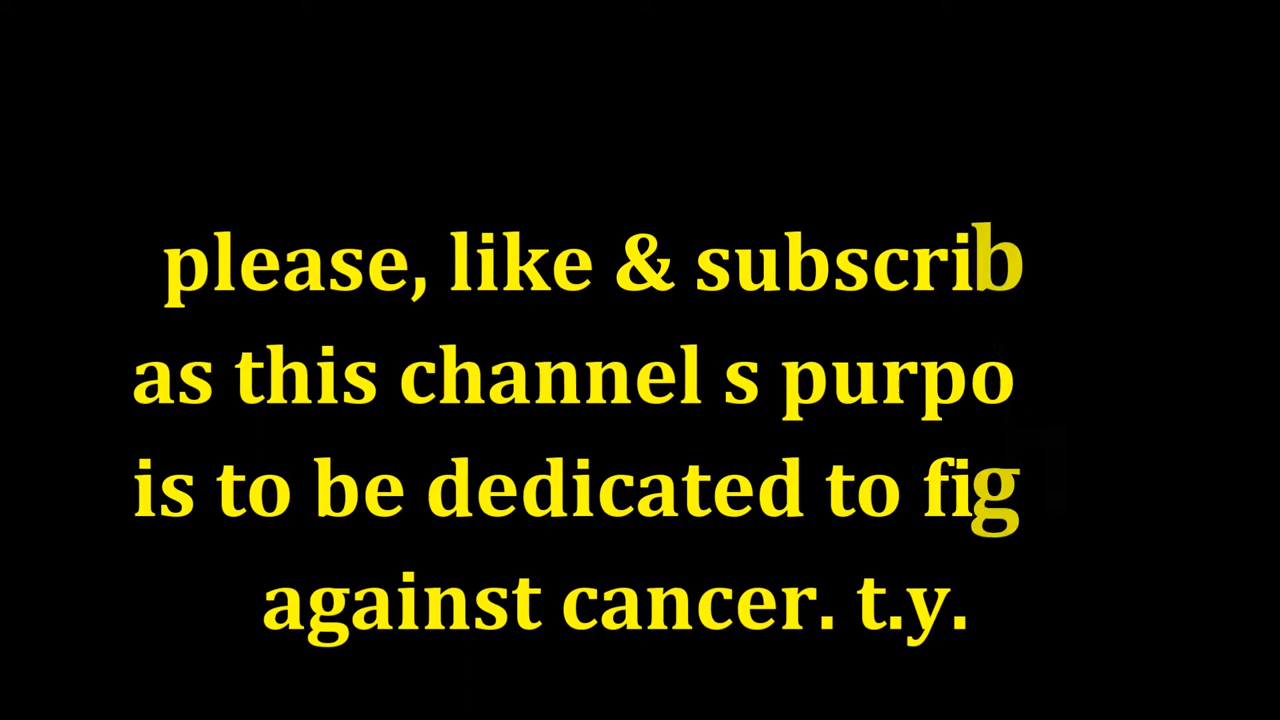 please, like & subscrib
as this channel s purpo
is to be dedicated to fig
against cancer. t.y.